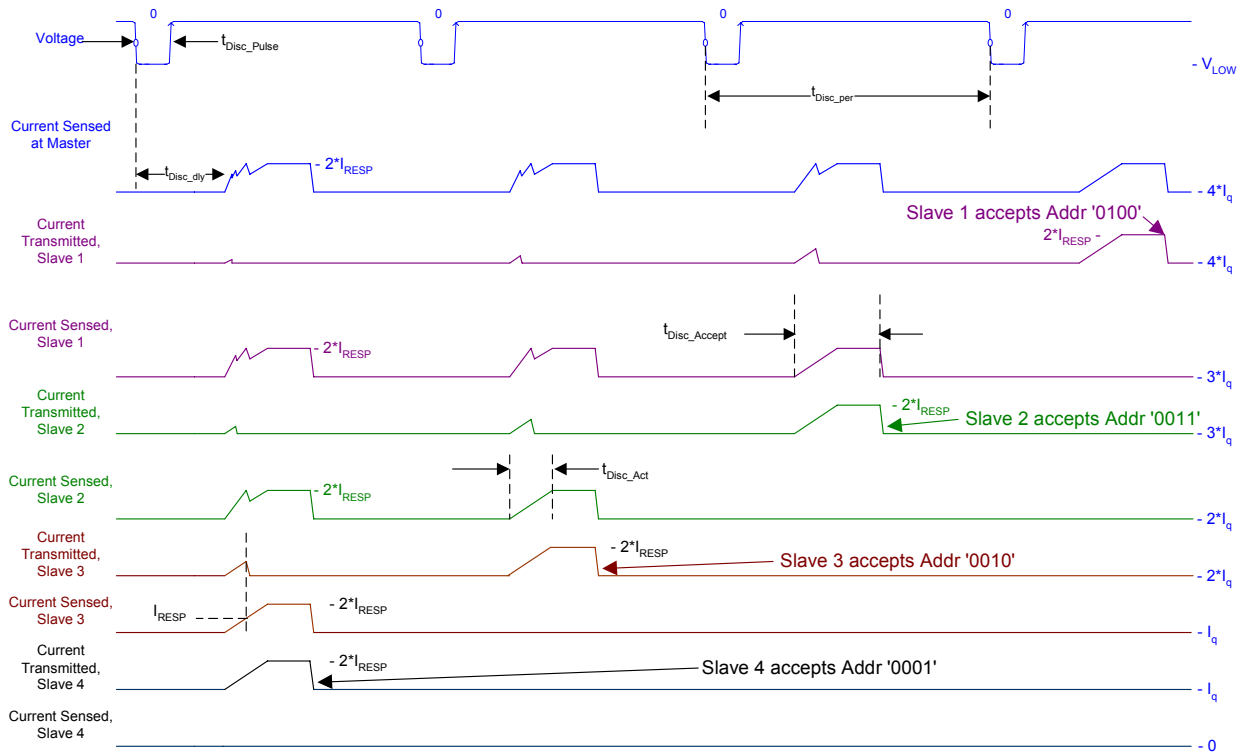 0 0 0 0
Voltage
tDisc_Pulse
- VLOW
tDisc_per
Current Sensed
at Master
tDisc_dly
- 2*IRESP
- 4*Iq
Slave 1 accepts Addr '0100'
Current
Transmitted,
Slave 1
2*IRESP -
- 4*Iq
Current Sensed,
Slave 1
- 2*IRESP
tDisc_Accept
- 3*Iq
Current
Transmitted,
Slave 2
- 2*IRESP
Slave 2 accepts Addr '0011'
- 3*Iq
Current Sensed,
Slave 2
- 2*IRESP
tDisc_Act
- 2*Iq
Current
Transmitted,
Slave 3
- 2*IRESP
Slave 3 accepts Addr '0010'
- 2*Iq
Current Sensed,
Slave 3
IRESP
- 2*IRESP
- Iq
Current
Transmitted,
Slave 4
- 2*IRESP
Slave 4 accepts Addr '0001'
- Iq
Current Sensed,
Slave 4
- 0